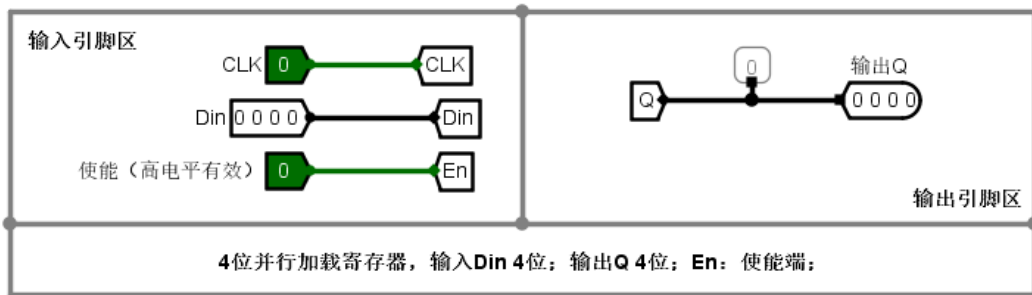 输入引脚区
CLK 0 CLK
Din 0 0 0 0 Din
使能（高电平有效） 0 En
0
输出Q
Q 0 0 0 0
输出引脚区
4位并行加载寄存器，输入Din 4位；输出Q 4位；En：使能端；